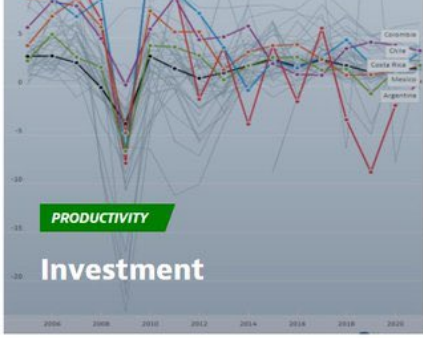 5
Colombia
Chile
0
Costa Rica
Mexico
Argentina
-5
-10
PRODUCTIVITY
-15
Investment
-20
2006 2008 2010 2012 2014 2016 2018 2020